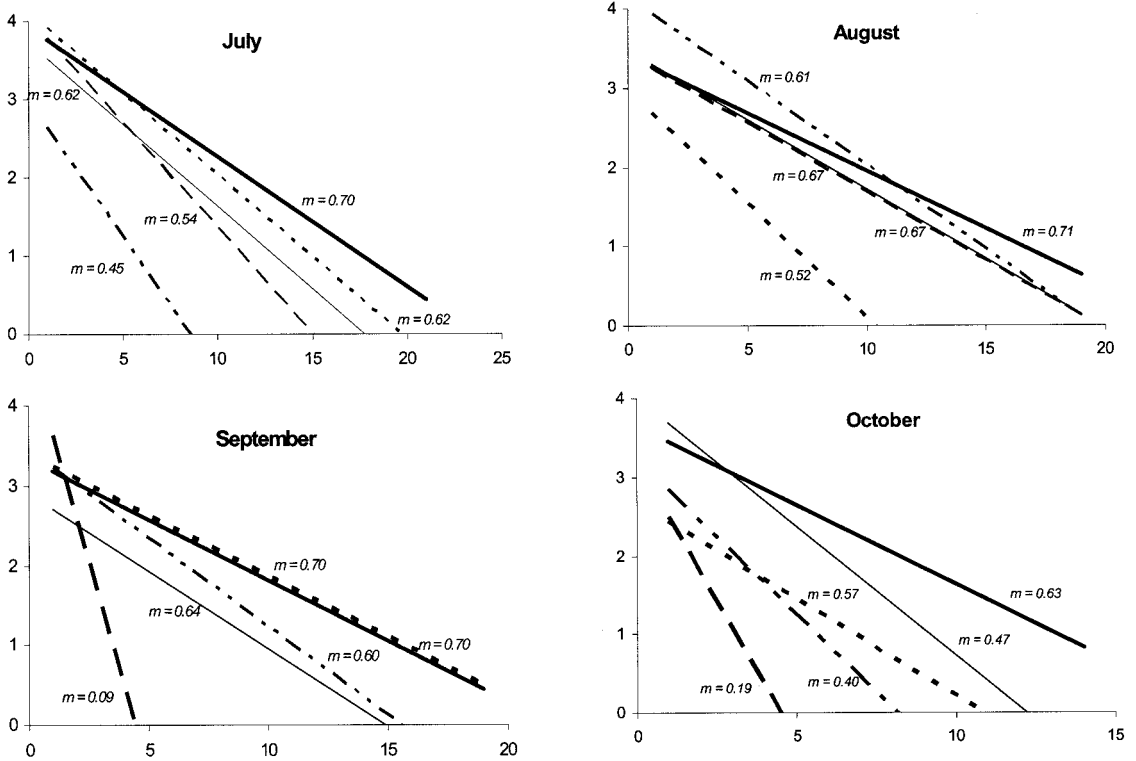 July
4
3
2
1
0
m = 0.62
m = 0.70
m = 0.54
m = 0.45
m = 0.62
0 5 10 15 20 25
August
4
3
2
1
0
m = 0.61
m = 0.67
m = 0.67
m = 0.71
m = 0.52
0 5 10 15 20
September
4
3
2
1
0
m = 0.70
m = 0.64
m = 0.70
m = 0.60
m = 0.09
0 5 10 15 20
October
4
3
2
1
0
m = 0.57
m = 0.63
m = 0.47
m = 0.19
m = 0.40
0 5 10 15